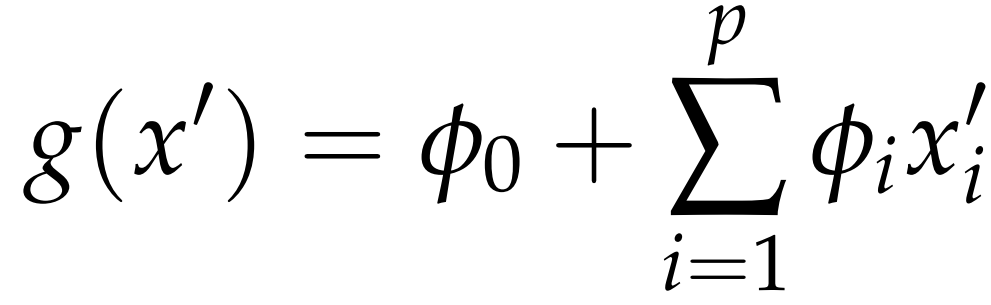 g(x′) = ϕ₀ + ∑ᵢ₌₁ᵖ ϕᵢx′ᵢ